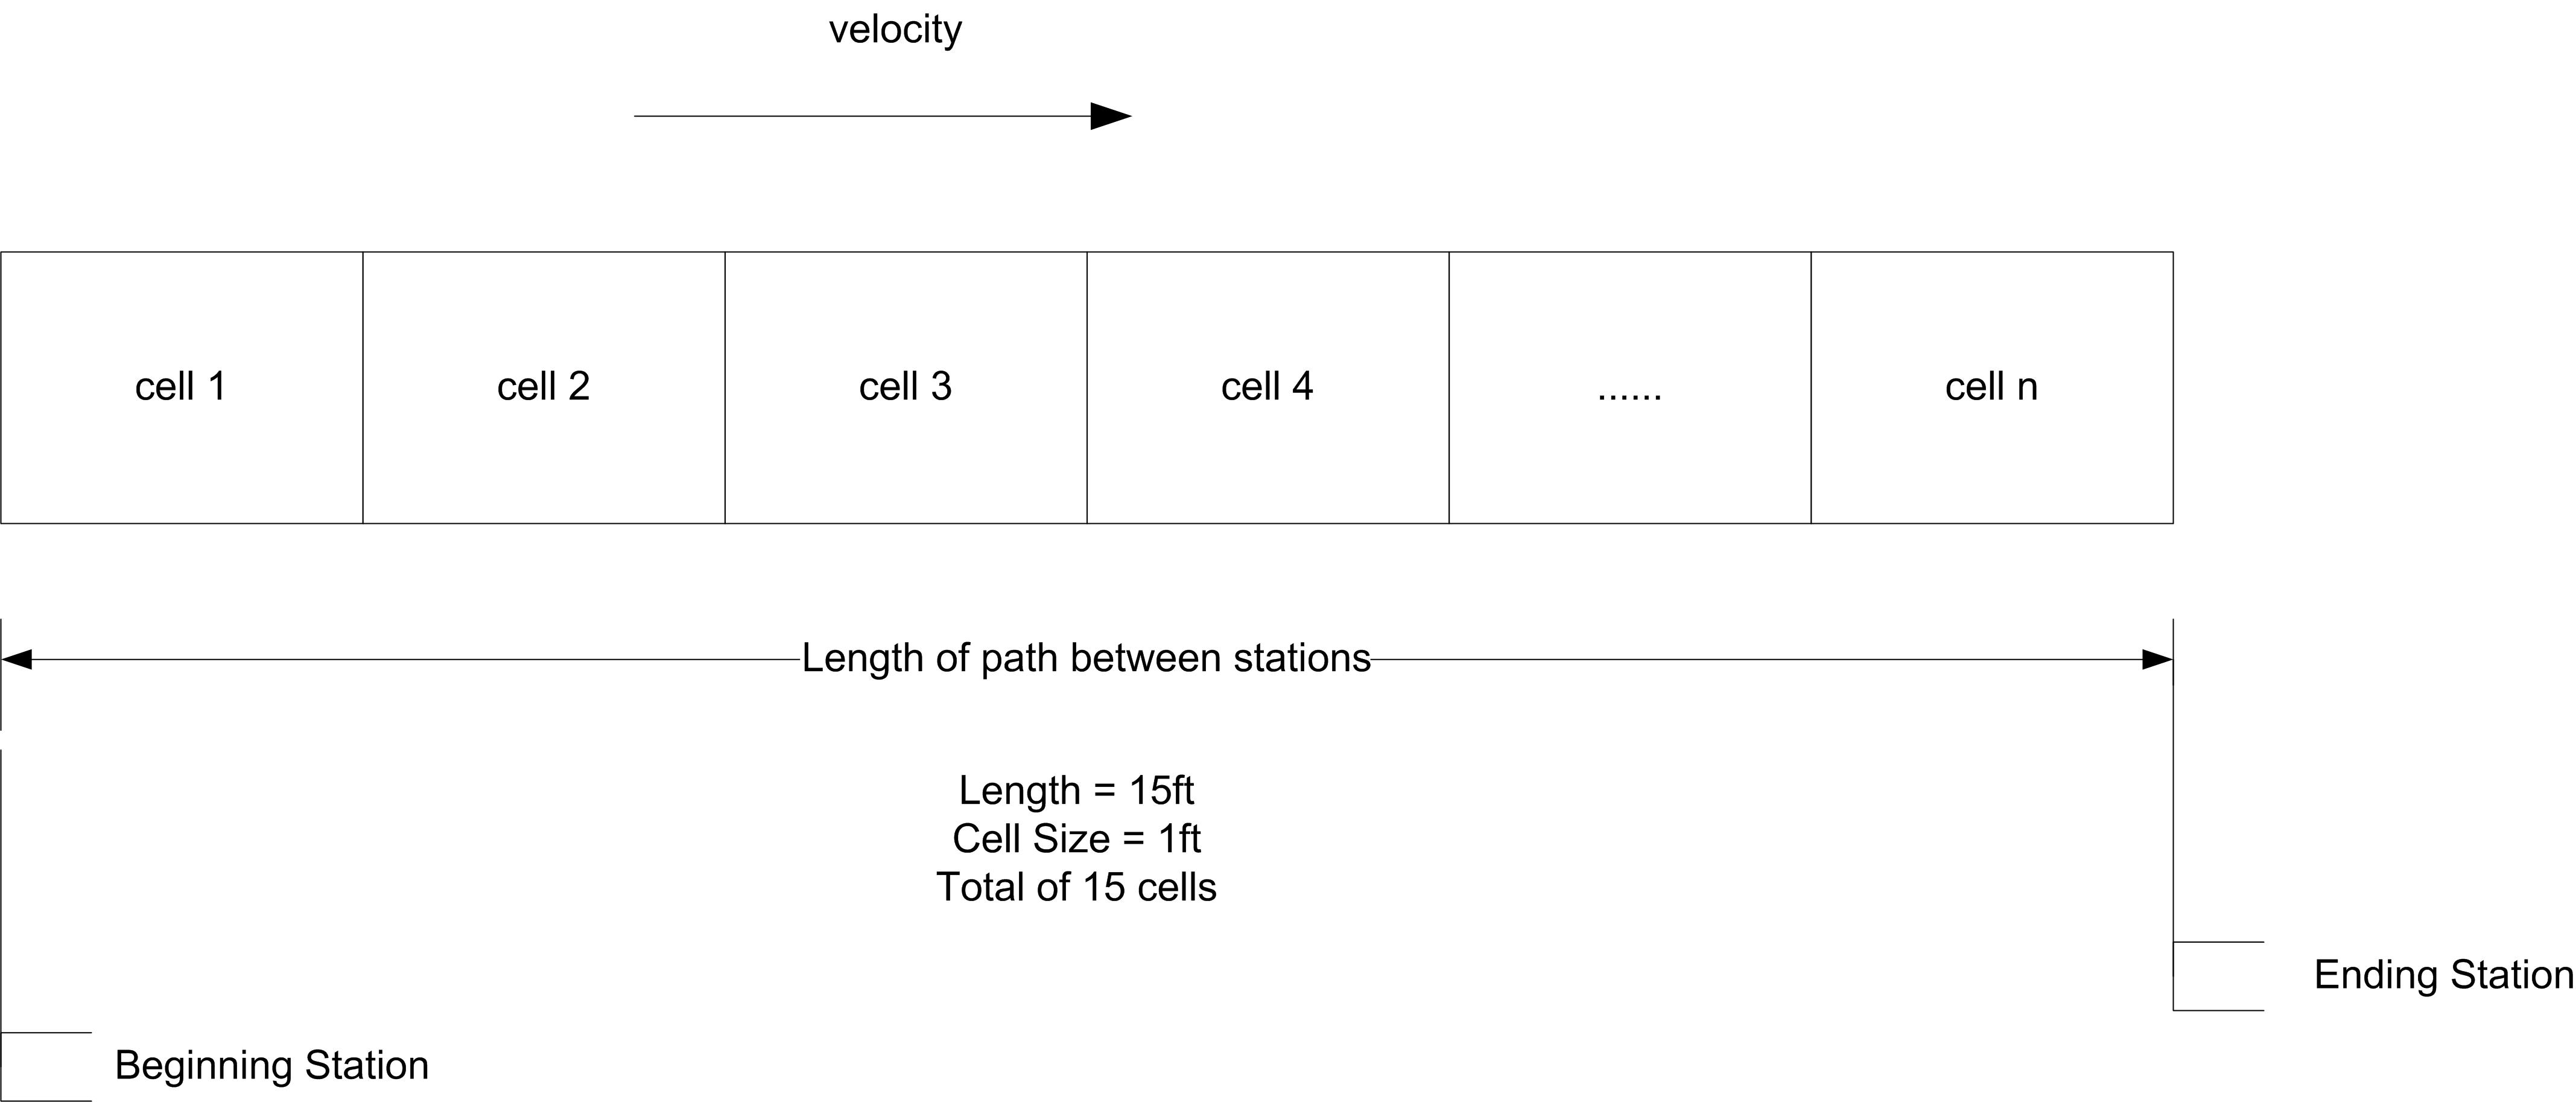 velocity
cell 1
cell 2
cell 3
cell 4
......
cell n
Length of path between stations
Length = 15ft
Cell Size = 1ft
Total of 15 cells
Ending Station
Beginning Station